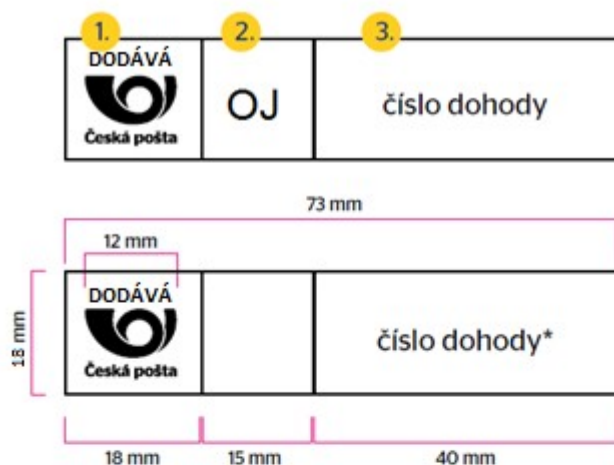 1. 2. 3.
DODÁVÁ
Česká pošta
OJ
číslo dohody
73 mm
12 mm
18 mm
DODÁVÁ
Česká pošta
číslo dohody*
18 mm 15 mm 40 mm